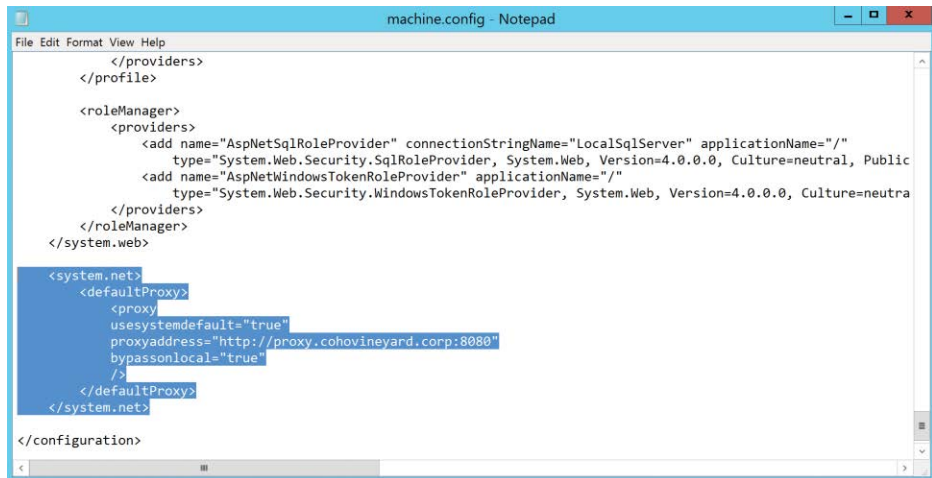 machine.config - Notepad
File Edit Format View Help
</providers>
</profile>
<roleManager>
<providers>
<add name="AspNetSqlRoleProvider" connectionStringName="LocalSqlServer" applicationName="/"
type="System.Web.Security.SqlRoleProvider, System.Web, Version=4.0.0.0, Culture=neutral, Public
<add name="AspNetWindowsTokenRoleProvider" applicationName="/"
type="System.Web.Security.WindowsTokenRoleProvider, System.Web, Version=4.0.0.0, Culture=neutra
</providers>
</roleManager>
</system.web>
<system.net>
<defaultProxy>
<proxy
usesystemdefault="true"
proxyaddress="http://proxy.cohovineyard.corp:8080"
bypassonlocal="true"
/>
</defaultProxy>
</system.net>
</configuration>